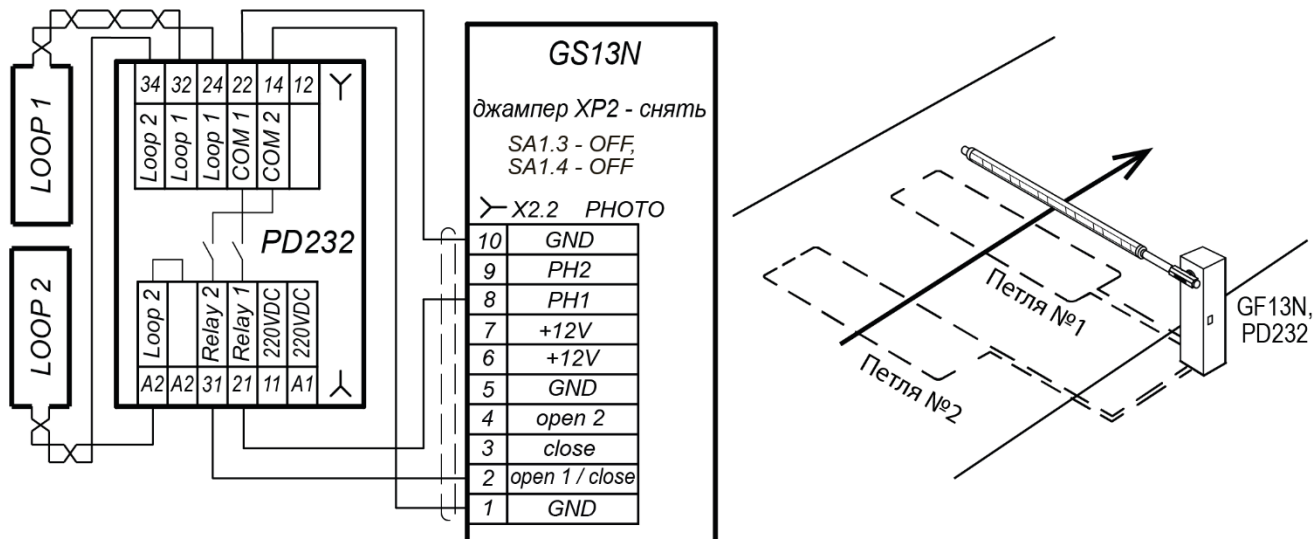 LOOP 1
LOOP 2
34 32 24 22 14 12
Loop 2 Loop 1 Loop 1 COM 1 COM 2
PD232
Loop 2 Relay 2 Relay 1 220VDC 220VDC
A2 A2 31 21 11 A1
GS13N
джампер XP2 - снять
SA1.3 - OFF,
SA1.4 - OFF
X2.2 PHOTO
10 GND
9 PH2
8 PH1
7 +12V
6 +12V
5 GND
4 open 2
3 close
2 open 1 / close
1 GND
Петля №1
Петля №2
GF13N,
PD232